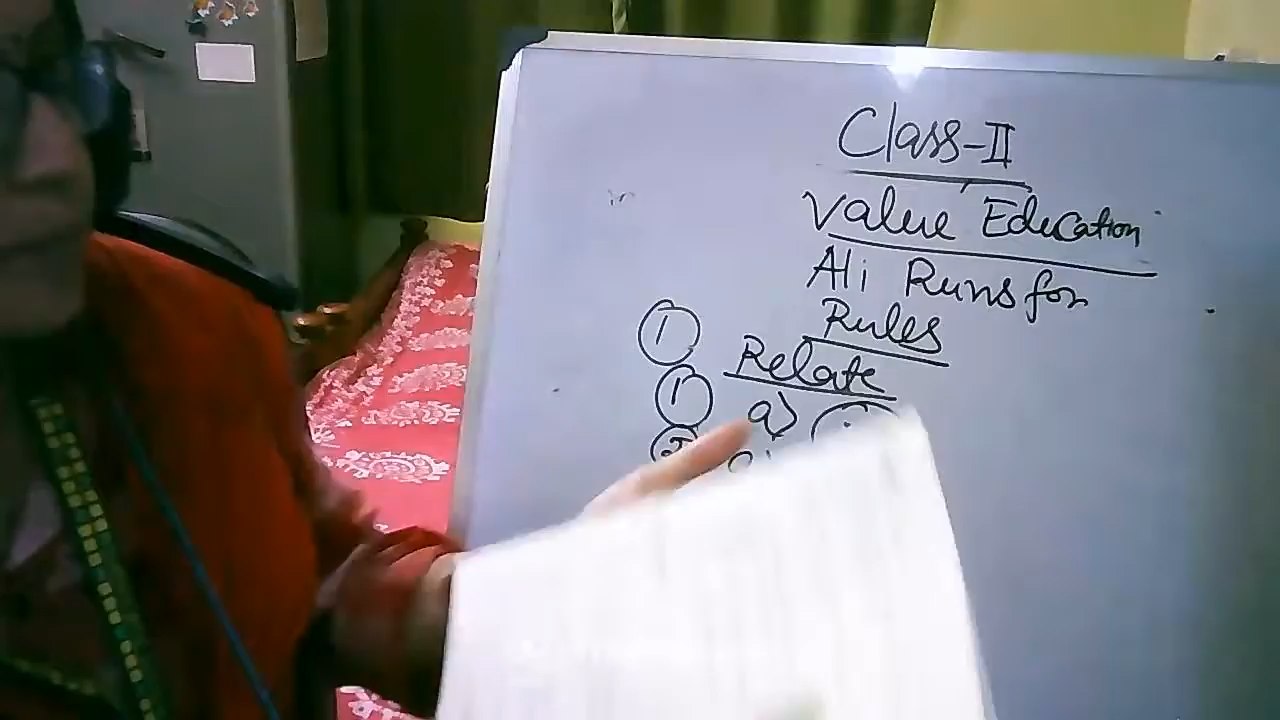 Class-II
Value Education
Ali Runs for
① Rules
Relate
① a)